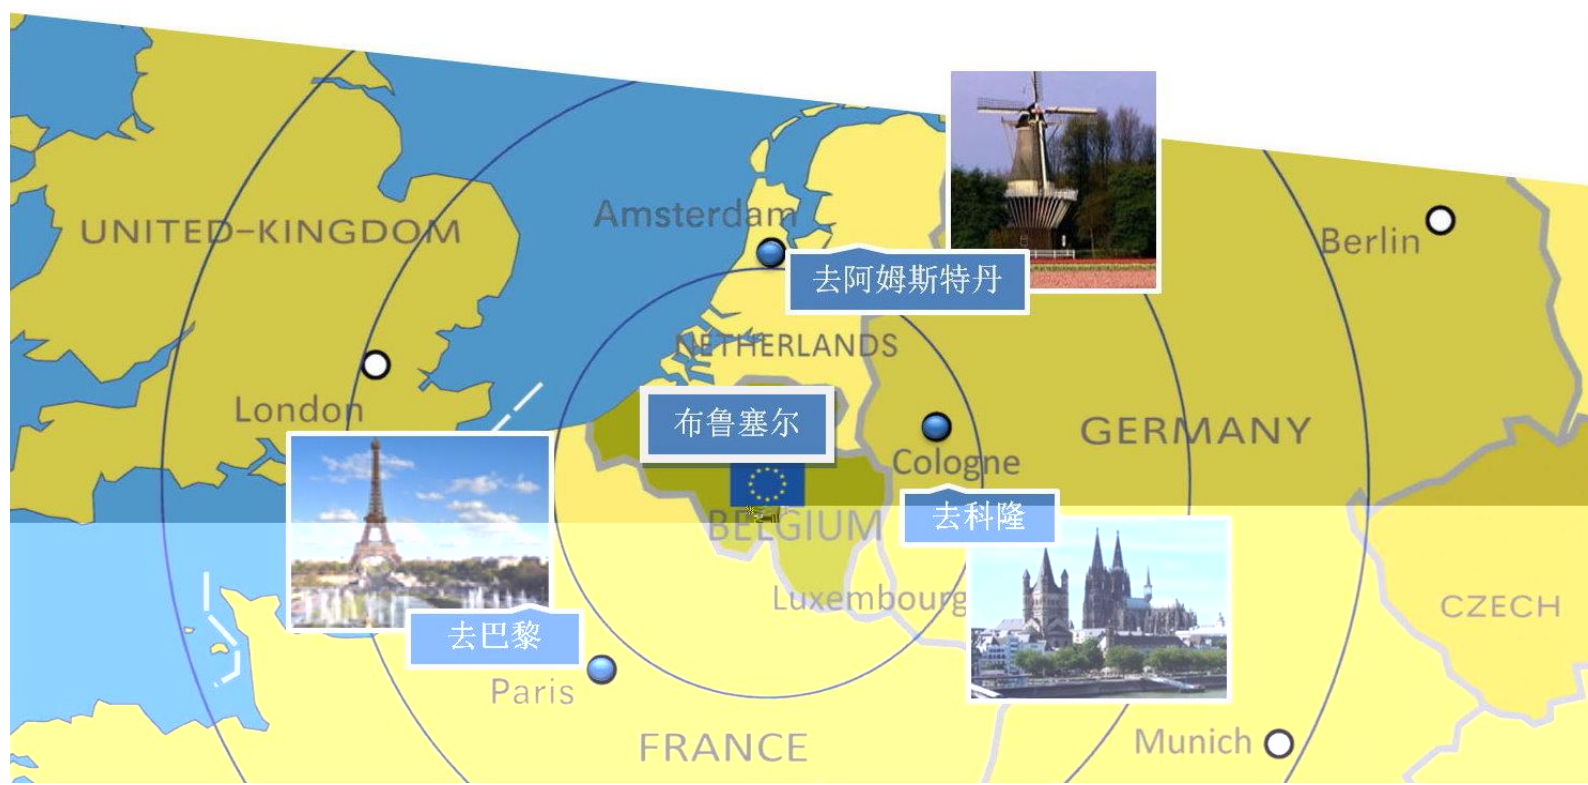 Amsterdam
UNITED-KINGDOM
Berlin
去阿姆斯特丹
NETHERLANDS
London
布鲁塞尔
GERMANY
Cologne
去科隆
BELGIUM
Luxembourg
CZECH
去巴黎
Paris
FRANCE
Munich